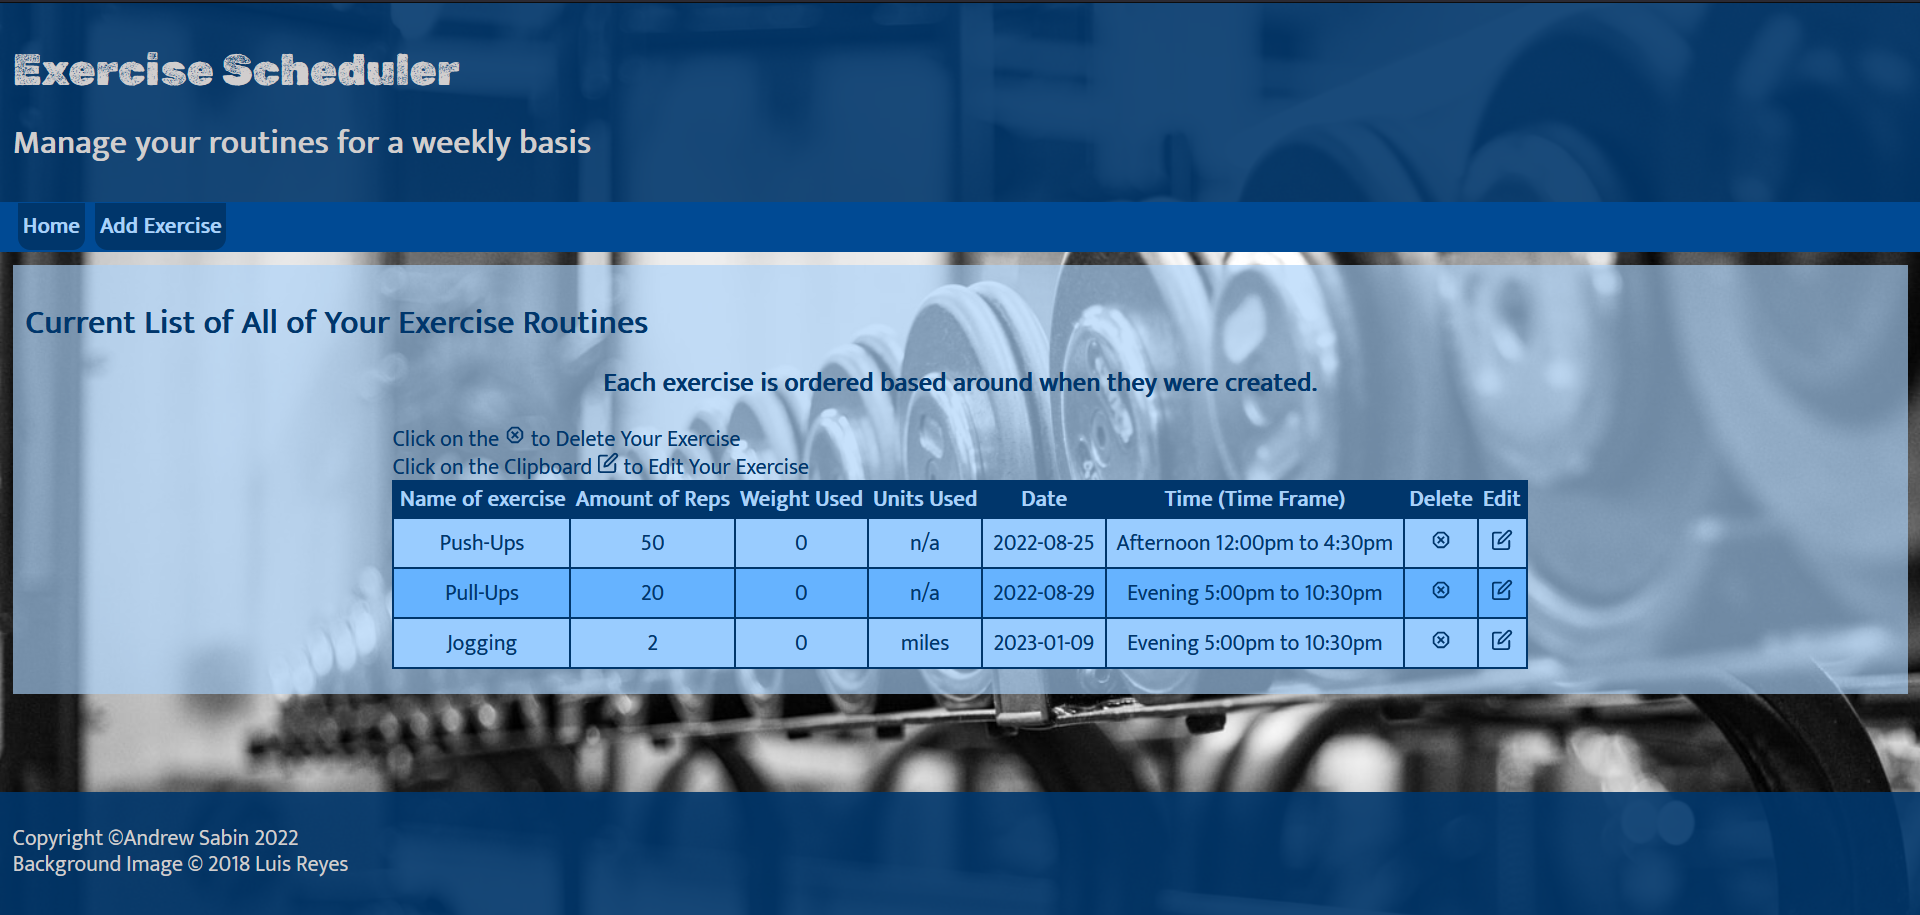 Exercise Scheduler
Manage your routines for a weekly basis
Home Add Exercise
Current List of All of Your Exercise Routines
Each exercise is ordered based around when they were created.
Click on the to Delete Your Exercise
Click on the Clipboard to Edit Your Exercise
Name of exercise Amount of Reps Weight Used Units Used Date Time (Time Frame) Delete Edit
Push-Ups 50 0 n/a 2022-08-25 Afternoon 12:00pm to 4:30pm
Pull-Ups 20 0 n/a 2022-08-29 Evening 5:00pm to 10:30pm
Jogging 2 0 miles 2023-01-09 Evening 5:00pm to 10:30pm
Copyright ©Andrew Sabin 2022
Background Image © 2018 Luis Reyes